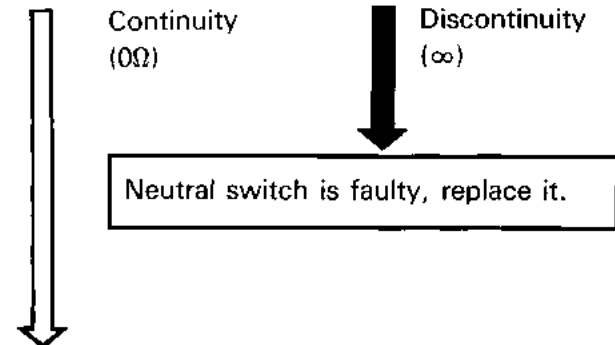 Continuity
(0Ω)
Discontinuity
(∞)
Neutral switch is faulty, replace it.